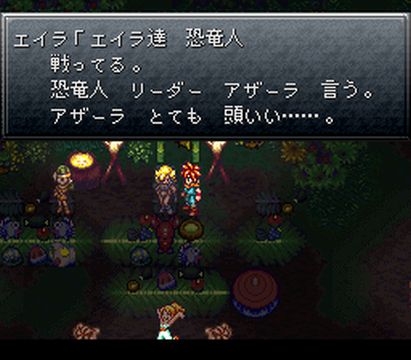 エイラ「エイラ達　恐竜人
戦ってる。
恐竜人　リーダー　アザーラ　言う。
アザーラ　とても　頭いい……。